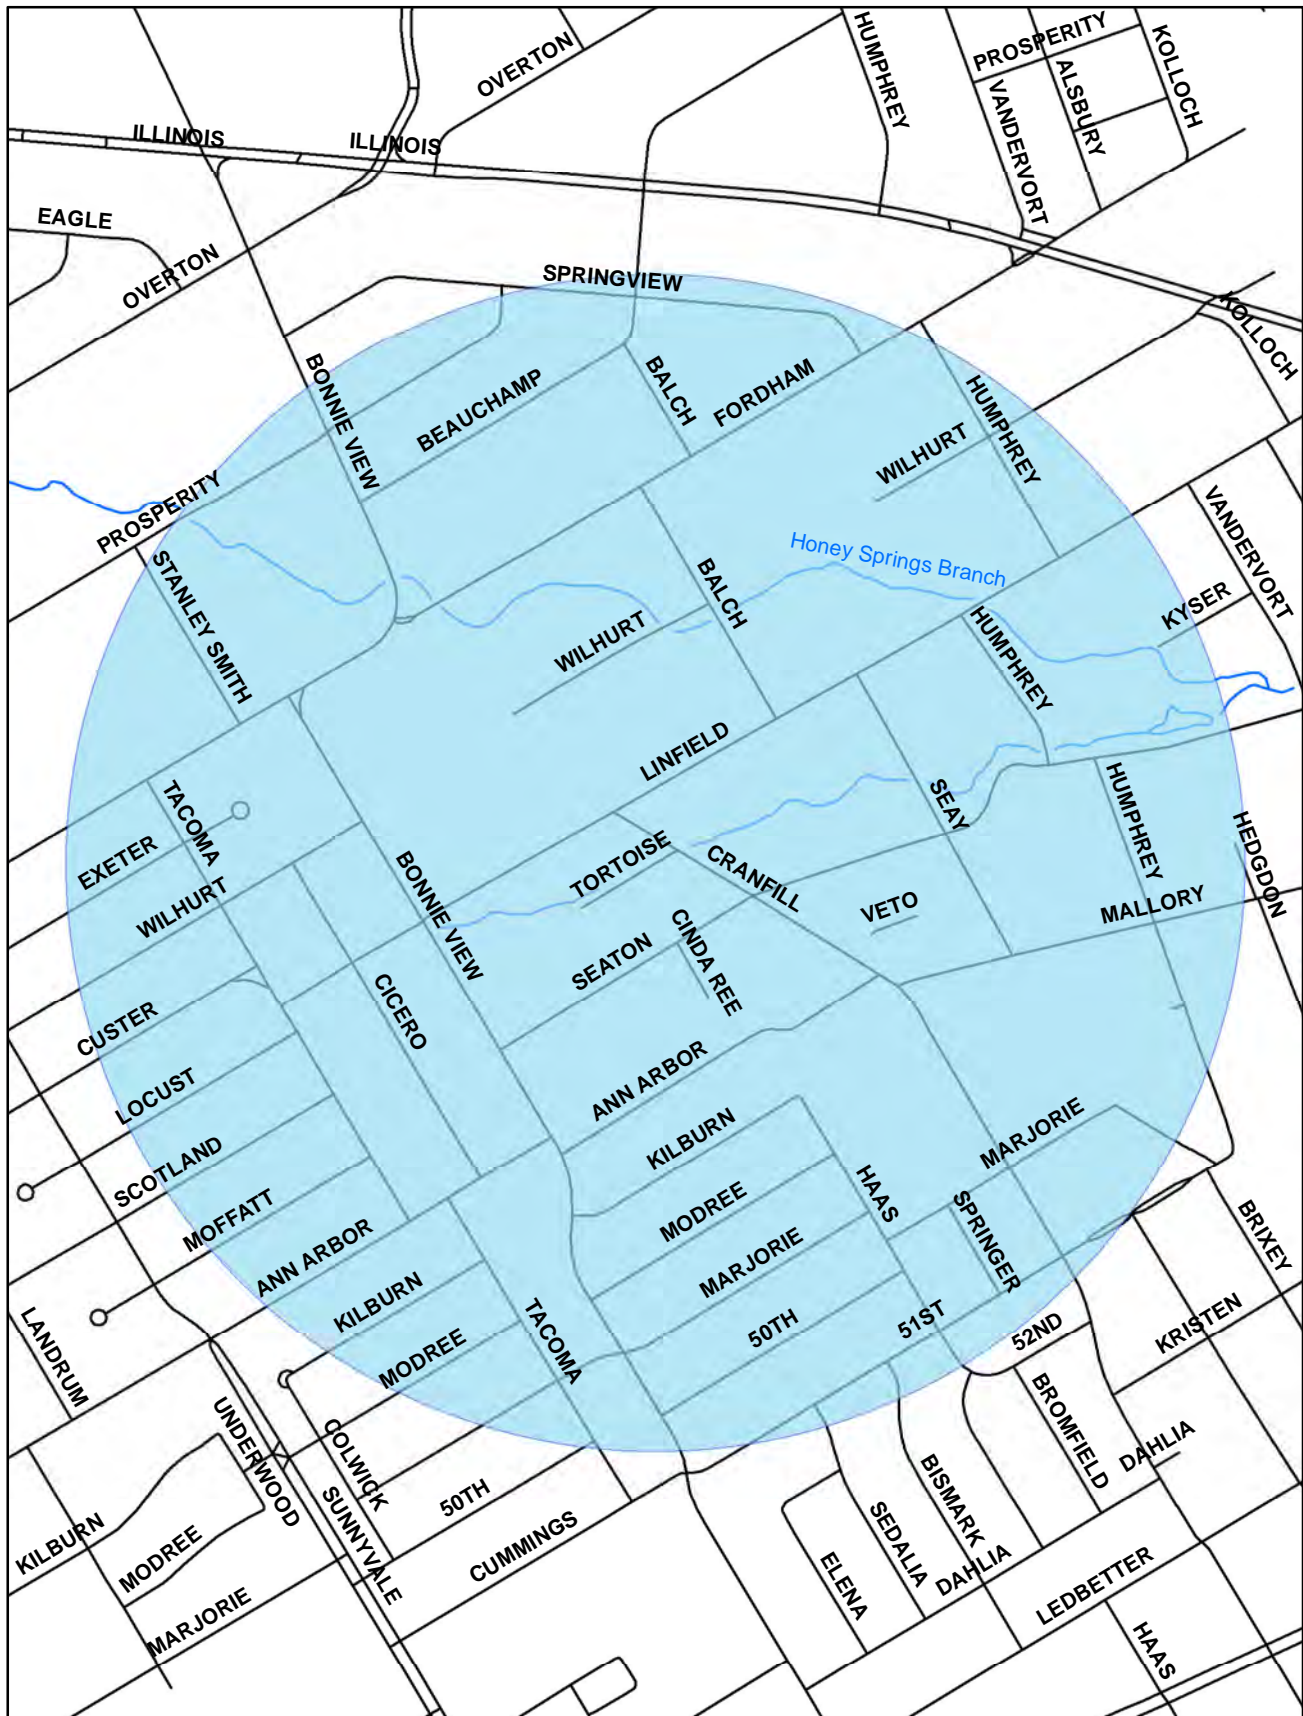 HUMPHREY
PROSPERITY
KOLLOCH
OVERTON
ALSBURY
VANDERVORT
ILLINOIS
ILLINOIS
EAGLE
OVERTON
SPRINGVIEW
KOLLOCH
BONNIE VIEW
BEAUCHAMP
BALCH
FORDHAM
HUMPHREY
WILHURT
PROSPERITY
VANDERVORT
STANLEY SMITH
Honey Springs Branch
BALCH
KYSER
WILHURT
HUMPHREY
LINFIELD
TACOMA
SEAY
HUMPHREY
EXETER
TORTOISE
CRANFILL
HEDGDON
WILHURT
BONNIE VIEW
VETO
MALLORY
CINDA REE
SEATON
CICERO
CUSTER
LOCUST
ANN ARBOR
KILBURN
MARJORIE
SCOTLAND
HAAS
MOFFATT
MODREE
SPRINGER
BRIXEY
ANN ARBOR
MARJORIE
KILBURN
TACOMA
50TH
51ST
52ND
KRISTEN
LANDRUM
MODREE
UNDERWOOD
COLWICK
BROMFIELD
DAHLIA
50TH
BISMARK
SUNNYVALE
SEDALIA
KILBURN
MODREE
CUMMINGS
ELENA
DAHLIA
LEDBETTER
MARJORIE
HAAS